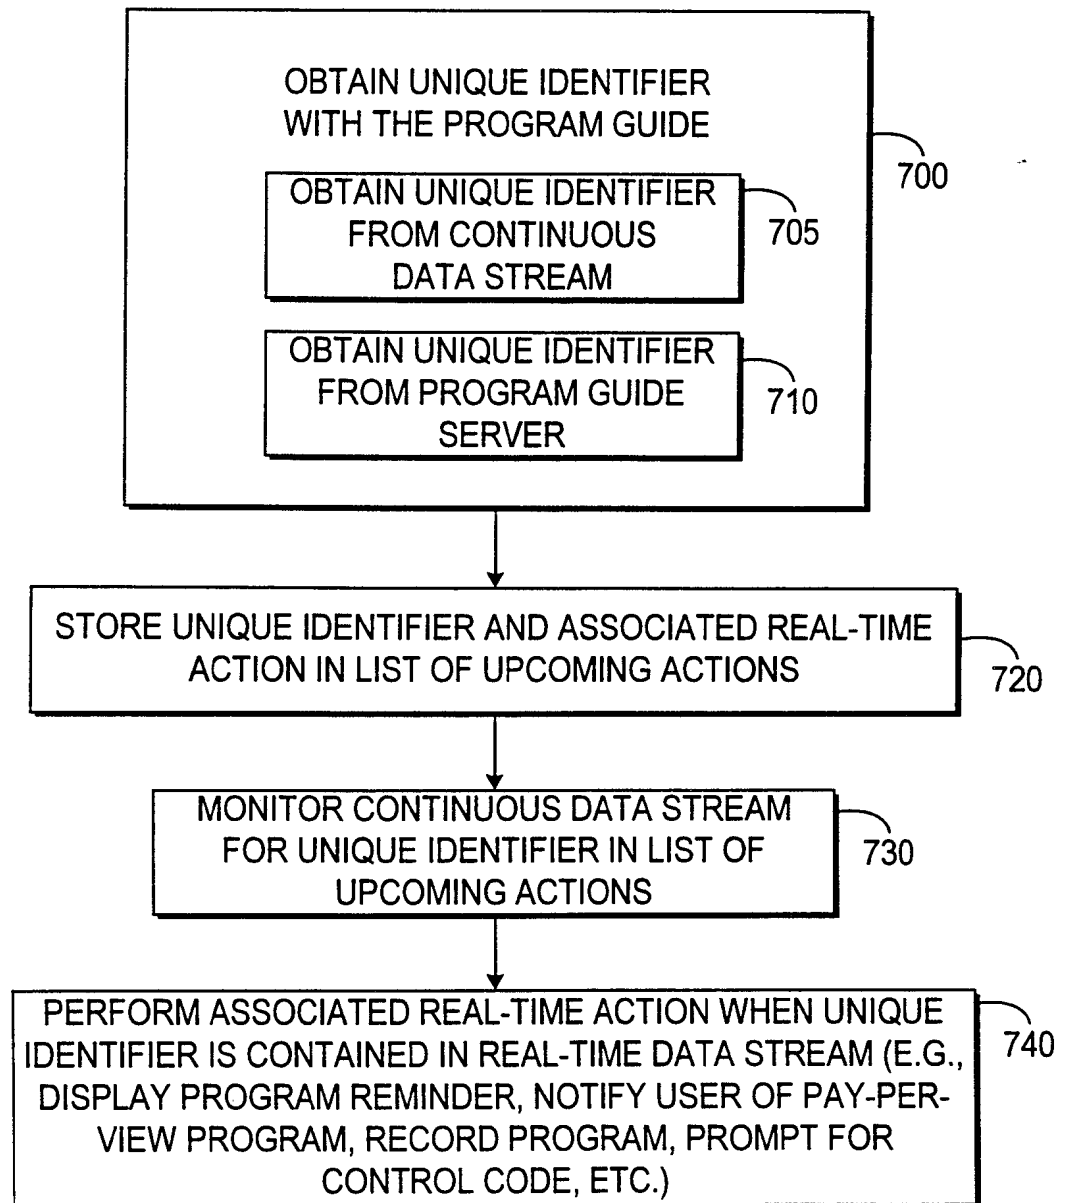 OBTAIN UNIQUE IDENTIFIER
WITH THE PROGRAM GUIDE
700
OBTAIN UNIQUE IDENTIFIER
FROM CONTINUOUS
DATA STREAM
705
OBTAIN UNIQUE IDENTIFIER
FROM PROGRAM GUIDE
SERVER
710
STORE UNIQUE IDENTIFIER AND ASSOCIATED REAL-TIME
ACTION IN LIST OF UPCOMING ACTIONS
720
MONITOR CONTINUOUS DATA STREAM
FOR UNIQUE IDENTIFIER IN LIST OF
UPCOMING ACTIONS
730
PERFORM ASSOCIATED REAL-TIME ACTION WHEN UNIQUE
IDENTIFIER IS CONTAINED IN REAL-TIME DATA STREAM (E.G.,
DISPLAY PROGRAM REMINDER, NOTIFY USER OF PAY-PER-
VIEW PROGRAM, RECORD PROGRAM, PROMPT FOR
CONTROL CODE, ETC.)
740